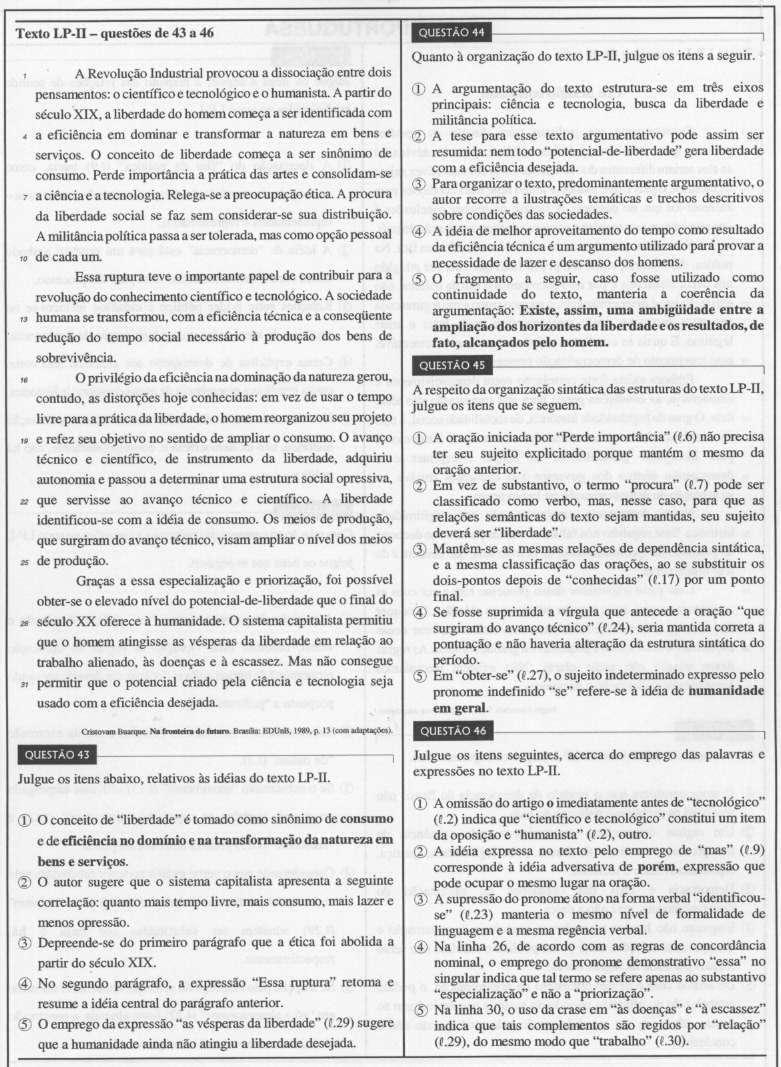 Texto LP-II – questões de 43 a 46
1 A Revolução Industrial provocou a dissociação entre dois
pensamentos: o científico e tecnológico e o humanista. A partir do
século XIX, a liberdade do homem começa a ser identificada com
4 a eficiência em dominar e transformar a natureza em bens e
serviços. O conceito de liberdade começa a ser sinônimo de
consumo. Perde importância a prática das artes e consolidam-se
7 a ciência e a tecnologia. Relega-se a preocupação ética. A procura
da liberdade social se faz sem considerar-se sua distribuição.
A militância política passa a ser tolerada, mas como opção pessoal
10 de cada um.
Essa ruptura teve o importante papel de contribuir para a
revolução do conhecimento científico e tecnológico. A sociedade
13 humana se transformou, com a eficiência técnica e a conseqüente
redução do tempo social necessário à produção dos bens de
sobrevivência.
16 O privilégio da eficiência na dominação da natureza gerou,
contudo, as distorções hoje conhecidas: em vez de usar o tempo
livre para a prática da liberdade, o homem reorganizou seu projeto
19 e refez seu objetivo no sentido de ampliar o consumo. O avanço
técnico e científico, de instrumento da liberdade, adquiriu
autonomia e passou a determinar uma estrutura social opressiva,
22 que servisse ao avanço técnico e científico. A liberdade
identificou-se com a idéia de consumo. Os meios de produção,
que surgiram do avanço técnico, visam ampliar o nível dos meios
25 de produção.
Graças a essa especialização e priorização, foi possível
obter-se o elevado nível do potencial-de-liberdade que o final do
28 século XX oferece à humanidade. O sistema capitalista permitiu
que o homem atingisse as vésperas da liberdade em relação ao
trabalho alienado, às doenças e à escassez. Mas não consegue
31 permitir que o potencial criado pela ciência e tecnologia seja
usado com a eficiência desejada.
Cristovam Buarque. Na fronteira do futuro. Brasília: EDUnB, 1989, p. 13 (com adaptações).
QUESTÃO 43
Julgue os itens abaixo, relativos às idéias do texto LP-II.
① O conceito de “liberdade” é tomado como sinônimo de consumo
e de eficiência no domínio e na transformação da natureza em
bens e serviços.
② O autor sugere que o sistema capitalista apresenta a seguinte
correlação: quanto mais tempo livre, mais consumo, mais lazer e
menos opressão.
③ Depreende-se do primeiro parágrafo que a ética foi abolida a
partir do século XIX.
④ No segundo parágrafo, a expressão “Essa ruptura” retoma e
resume a idéia central do parágrafo anterior.
⑤ O emprego da expressão “as vésperas da liberdade” (ℓ.29) sugere
que a humanidade ainda não atingiu a liberdade desejada.
QUESTÃO 44
Quanto à organização do texto LP-II, julgue os itens a seguir.
① A argumentação do texto estrutura-se em três eixos
principais: ciência e tecnologia, busca da liberdade e
militância política.
② A tese para esse texto argumentativo pode assim ser
resumida: nem todo “potencial-de-liberdade” gera liberdade
com a eficiência desejada.
③ Para organizar o texto, predominantemente argumentativo, o
autor recorre a ilustrações temáticas e trechos descritivos
sobre condições das sociedades.
④ A idéia de melhor aproveitamento do tempo como resultado
da eficiência técnica é um argumento utilizado para provar a
necessidade de lazer e descanso dos homens.
⑤ O fragmento a seguir, caso fosse utilizado como
continuidade do texto, manteria a coerência da
argumentação: Existe, assim, uma ambigüidade entre a
ampliação dos horizontes da liberdade e os resultados, de
fato, alcançados pelo homem.
QUESTÃO 45
A respeito da organização sintática das estruturas do texto LP-II,
julgue os itens que se seguem.
① A oração iniciada por “Perde importância” (ℓ.6) não precisa
ter seu sujeito explicitado porque mantém o mesmo da
oração anterior.
② Em vez de substantivo, o termo “procura” (ℓ.7) pode ser
classificado como verbo, mas, nesse caso, para que as
relações semânticas do texto sejam mantidas, seu sujeito
deverá ser “liberdade”.
③ Mantêm-se as mesmas relações de dependência sintática,
e a mesma classificação das orações, ao se substituir os
dois-pontos depois de “conhecidas” (ℓ.17) por um ponto
final.
④ Se fosse suprimida a vírgula que antecede a oração “que
surgiram do avanço técnico” (ℓ.24), seria mantida correta a
pontuação e não haveria alteração da estrutura sintática do
período.
⑤ Em “obter-se” (ℓ.27), o sujeito indeterminado expresso pelo
pronome indefinido “se” refere-se à idéia de humanidade
em geral.
QUESTÃO 46
Julgue os itens seguintes, acerca do emprego das palavras e
expressões no texto LP-II.
① A omissão do artigo o imediatamente antes de “tecnológico”
(ℓ.2) indica que “científico e tecnológico” constitui um item
da oposição e “humanista” (ℓ.2), outro.
② A idéia expressa no texto pelo emprego de “mas” (ℓ.9)
corresponde à idéia adversativa de porém, expressão que
pode ocupar o mesmo lugar na oração.
③ A supressão do pronome átono na forma verbal “identificou-
se” (ℓ.23) manteria o mesmo nível de formalidade de
linguagem e a mesma regência verbal.
④ Na linha 26, de acordo com as regras de concordância
nominal, o emprego do pronome demonstrativo “essa” no
singular indica que tal termo se refere apenas ao substantivo
“especialização” e não a “priorização”.
⑤ Na linha 30, o uso da crase em “às doenças” e “à escassez”
indica que tais complementos são regidos por “relação”
(ℓ.29), do mesmo modo que “trabalho” (ℓ.30).